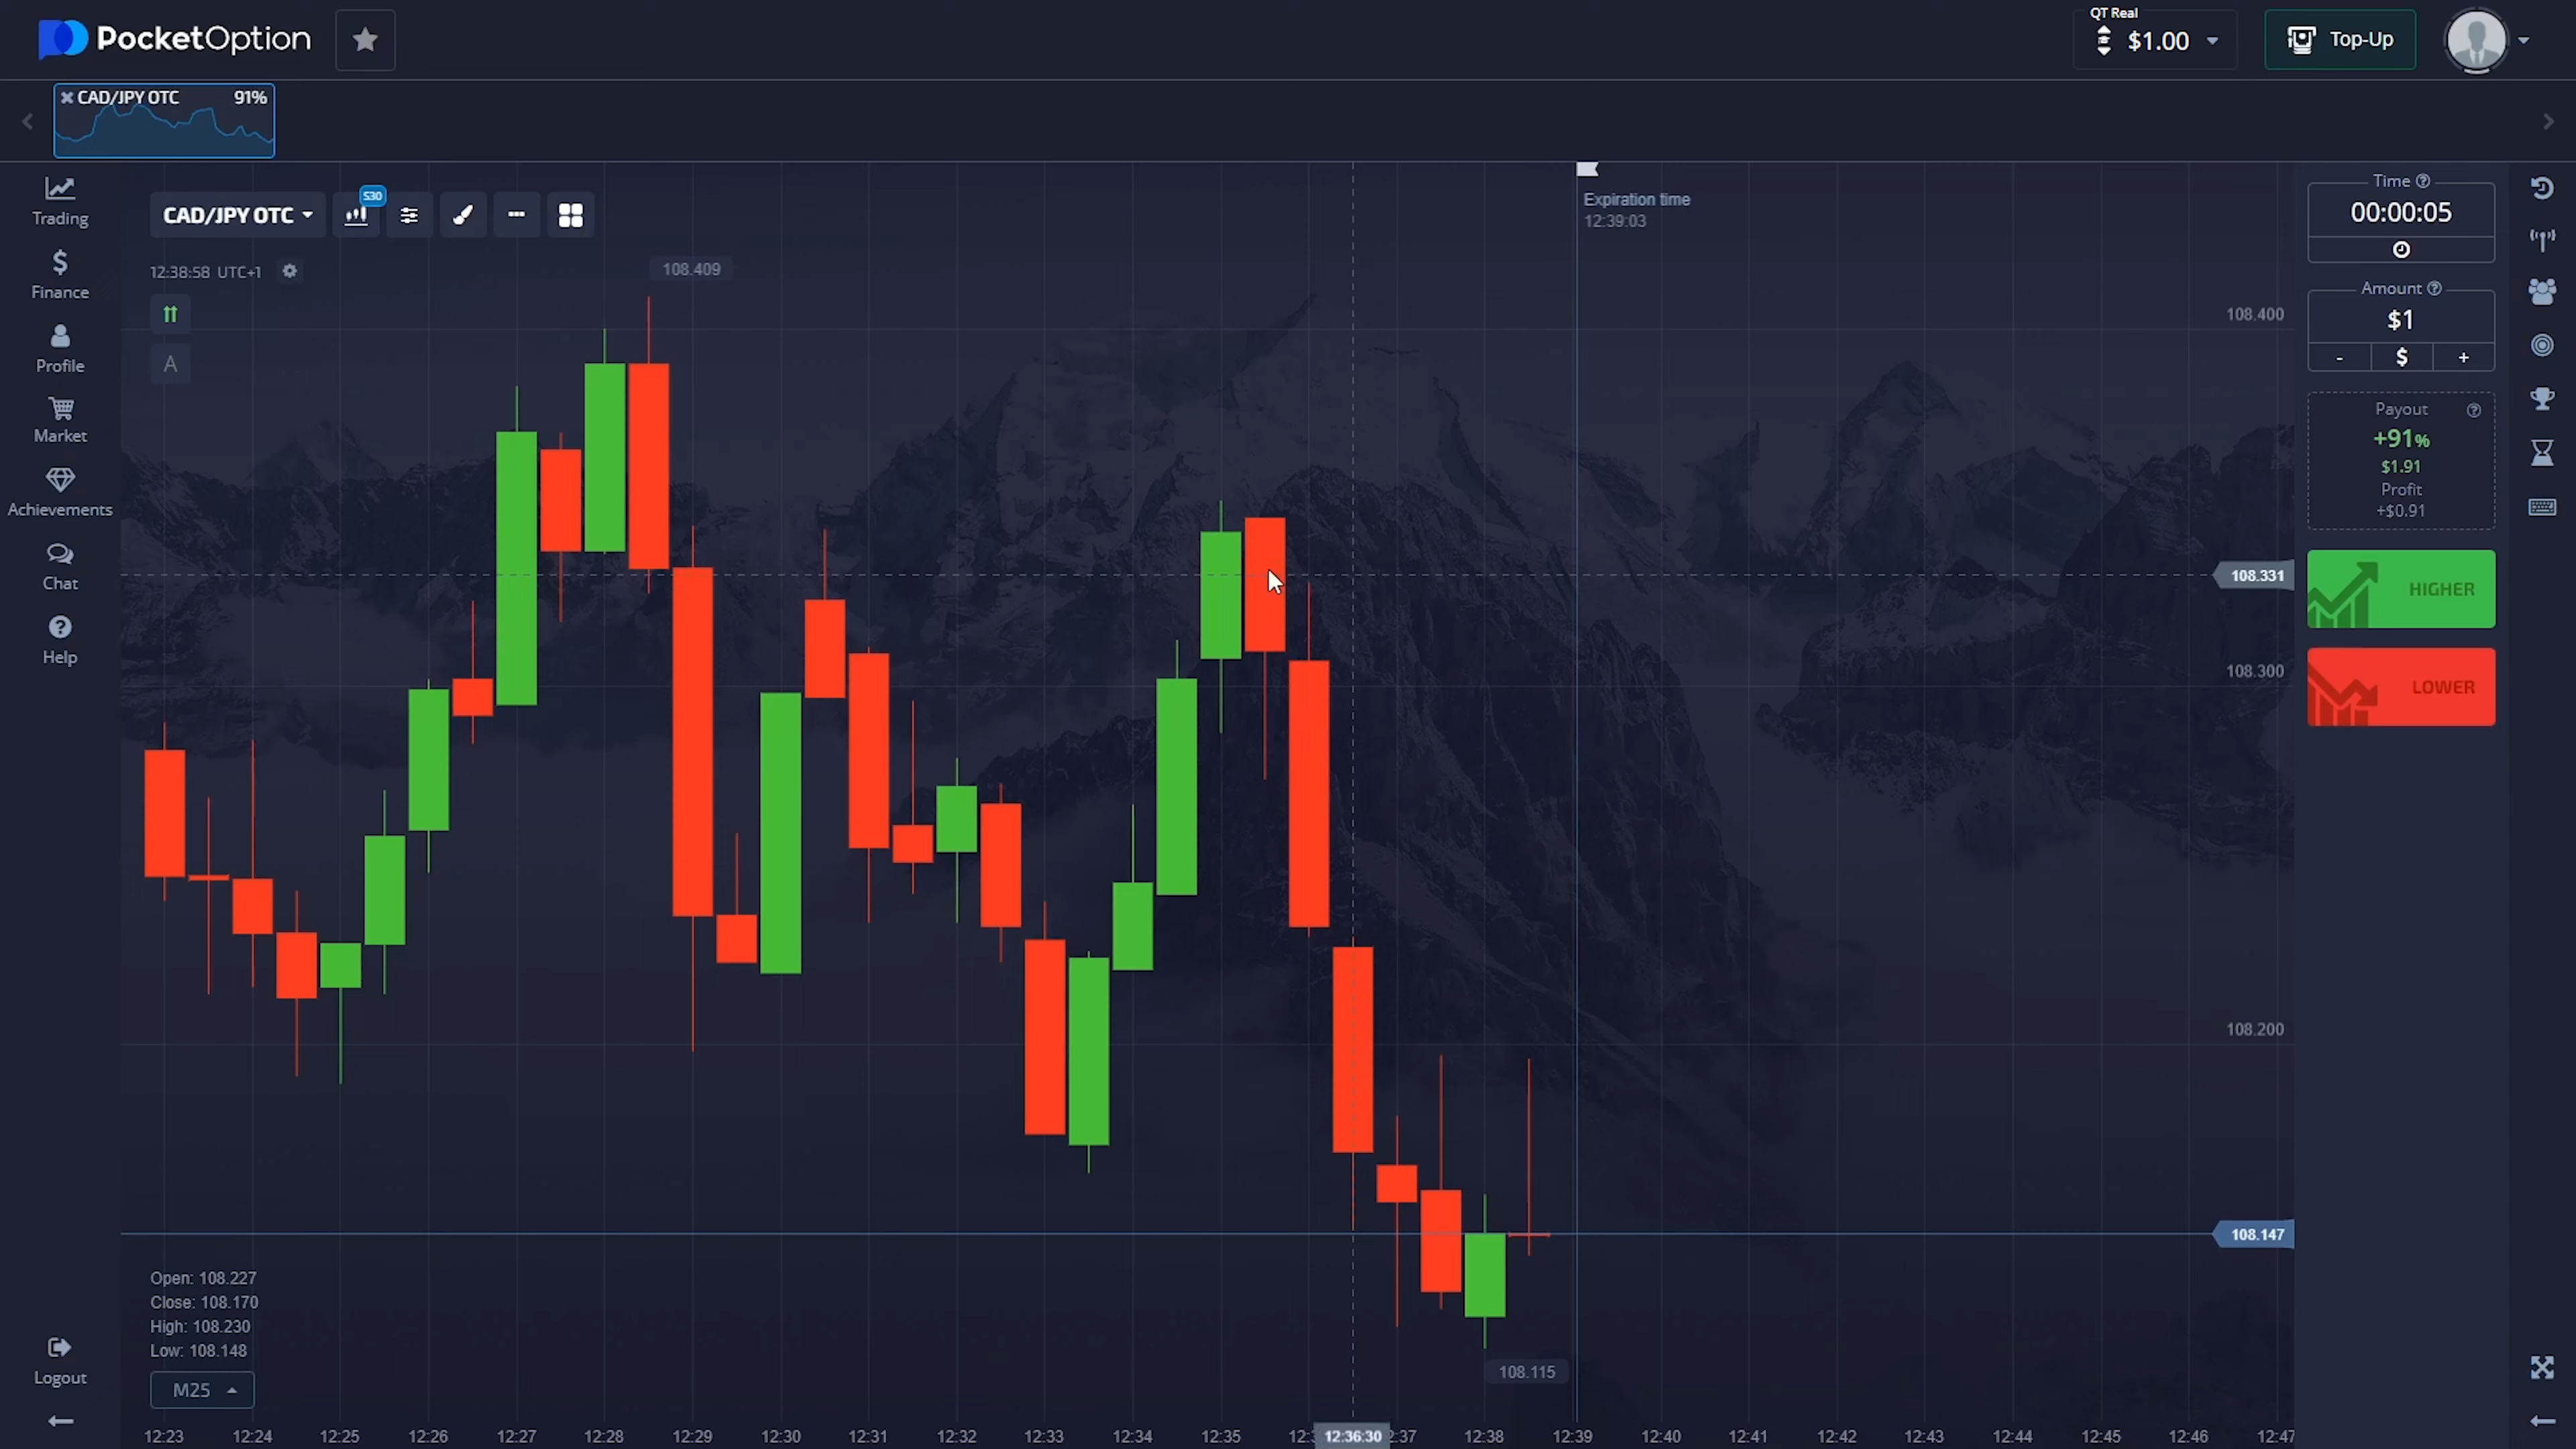 PocketOption
QT Real
$1.00
Top-Up
CAD/JPY OTC 91%
Trading
Finance
Profile
Market
Achievements
Chat
Help
Logout
CAD/JPY OTC
S30
12:38:58 UTC+1
A
108.409
Expiration time
12:39:03
108.400
108.331
108.300
108.200
108.147
108.115
Open: 108.227
Close: 108.170
High: 108.230
Low: 108.148
M25
12:23 12:24 12:25 12:26 12:27 12:28 12:29 12:30 12:31 12:32 12:33 12:34 12:35 12:3 12:36:30 :37 12:38 12:39 12:40 12:41 12:42 12:43 12:44 12:45 12:46 12:47
Time
00:00:05
Amount
$1
- $ +
Payout
+91%
$1.91
Profit
+$0.91
HIGHER
LOWER